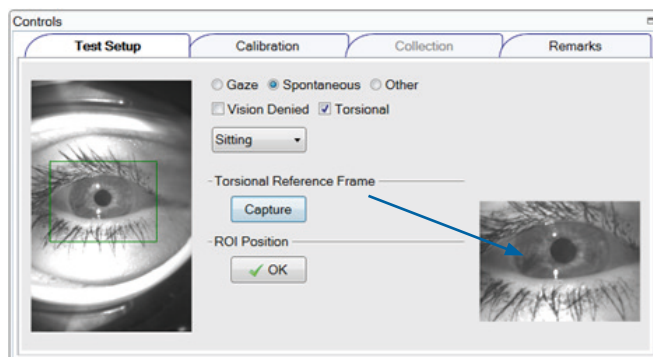 Controls
Test Setup Calibration Collection Remarks
Gaze Spontaneous Other
Vision Denied Torsional
Sitting
Torsional Reference Frame
Capture
ROI Position
OK